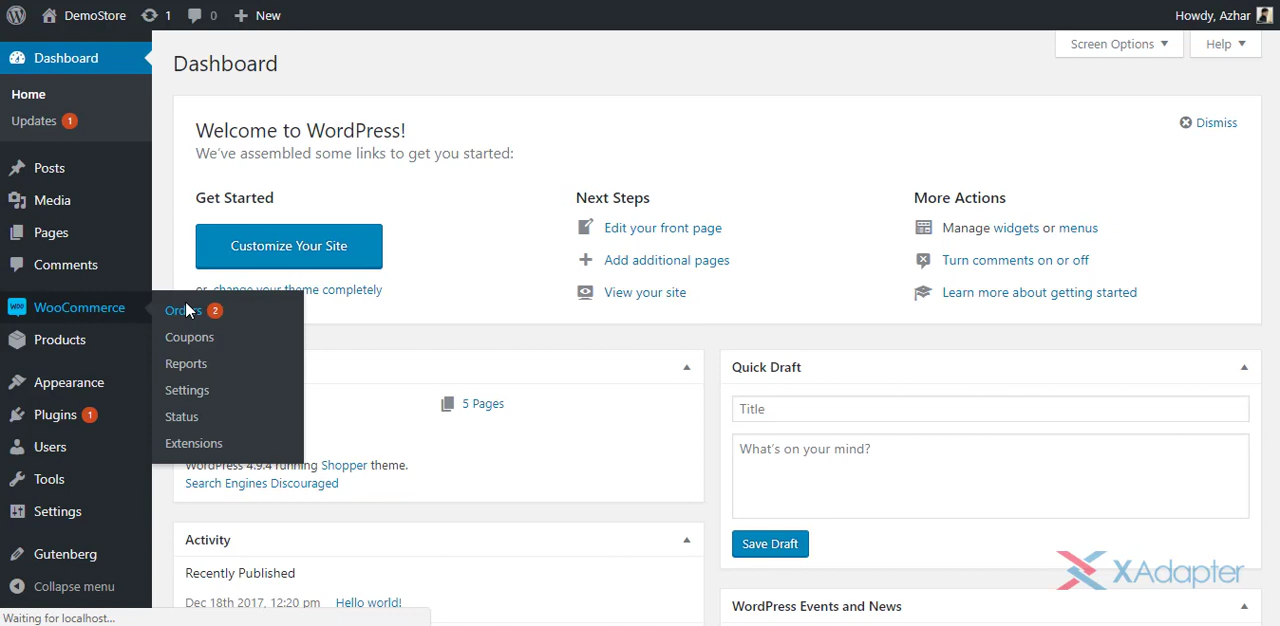 DemoStore 1 0 New Howdy, Azhar
Dashboard
Home
Updates 1
Posts
Media
Pages
Comments
WooCommerce
Products
Appearance
Plugins 1
Users
Tools
Settings
Gutenberg
Collapse menu
Orders 2
Coupons
Reports
Settings
Status
Extensions
Screen Options Help
Dashboard
Welcome to WordPress!
We've assembled some links to get you started:
Dismiss
Get Started
Customize Your Site
or, change your theme completely
Next Steps
Edit your front page
Add additional pages
View your site
More Actions
Manage widgets or menus
Turn comments on or off
Learn more about getting started
5 Pages
WordPress 4.9.4 running Shopper theme.
Search Engines Discouraged
Activity
Recently Published
Dec 18th 2017, 12:20 pm Hello world!
Quick Draft
Title
What's on your mind?
Save Draft
WordPress Events and News
XAdapter
Waiting for localhost...